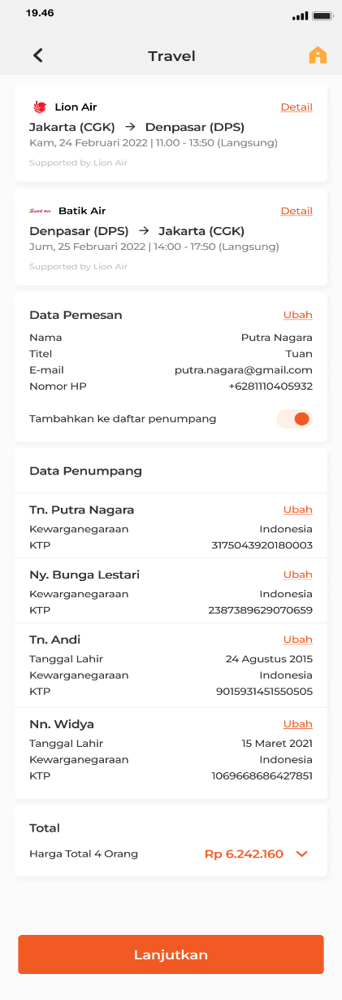 19.46
Travel
Lion Air Detail
Jakarta (CGK) → Denpasar (DPS)
Kam, 24 Februari 2022 | 11.00 - 13:50 (Langsung)
Supported by Lion Air
Batik Air Batik Air Detail
Denpasar (DPS) → Jakarta (CGK)
Jum, 25 Februari 2022 | 14:00 - 17:50 (Langsung)
Supported by Lion Air
Data Pemesan Ubah
Nama Putra Nagara
Titel Tuan
E-mail putra.nagara@gmail.com
Nomor HP +6281110405932
Tambahkan ke daftar penumpang
Data Penumpang
Tn. Putra Nagara Ubah
Kewarganegaraan Indonesia
KTP 3175043920180003
Ny. Bunga Lestari Ubah
Kewarganegaraan Indonesia
KTP 2387389629070659
Tn. Andi Ubah
Tanggal Lahir 24 Agustus 2015
Kewarganegaraan Indonesia
KTP 9015931451550505
Nn. Widya Ubah
Tanggal Lahir 15 Maret 2021
Kewarganegaraan Indonesia
KTP 1069668686427851
Total
Harga Total 4 Orang Rp 6.242.160
Lanjutkan